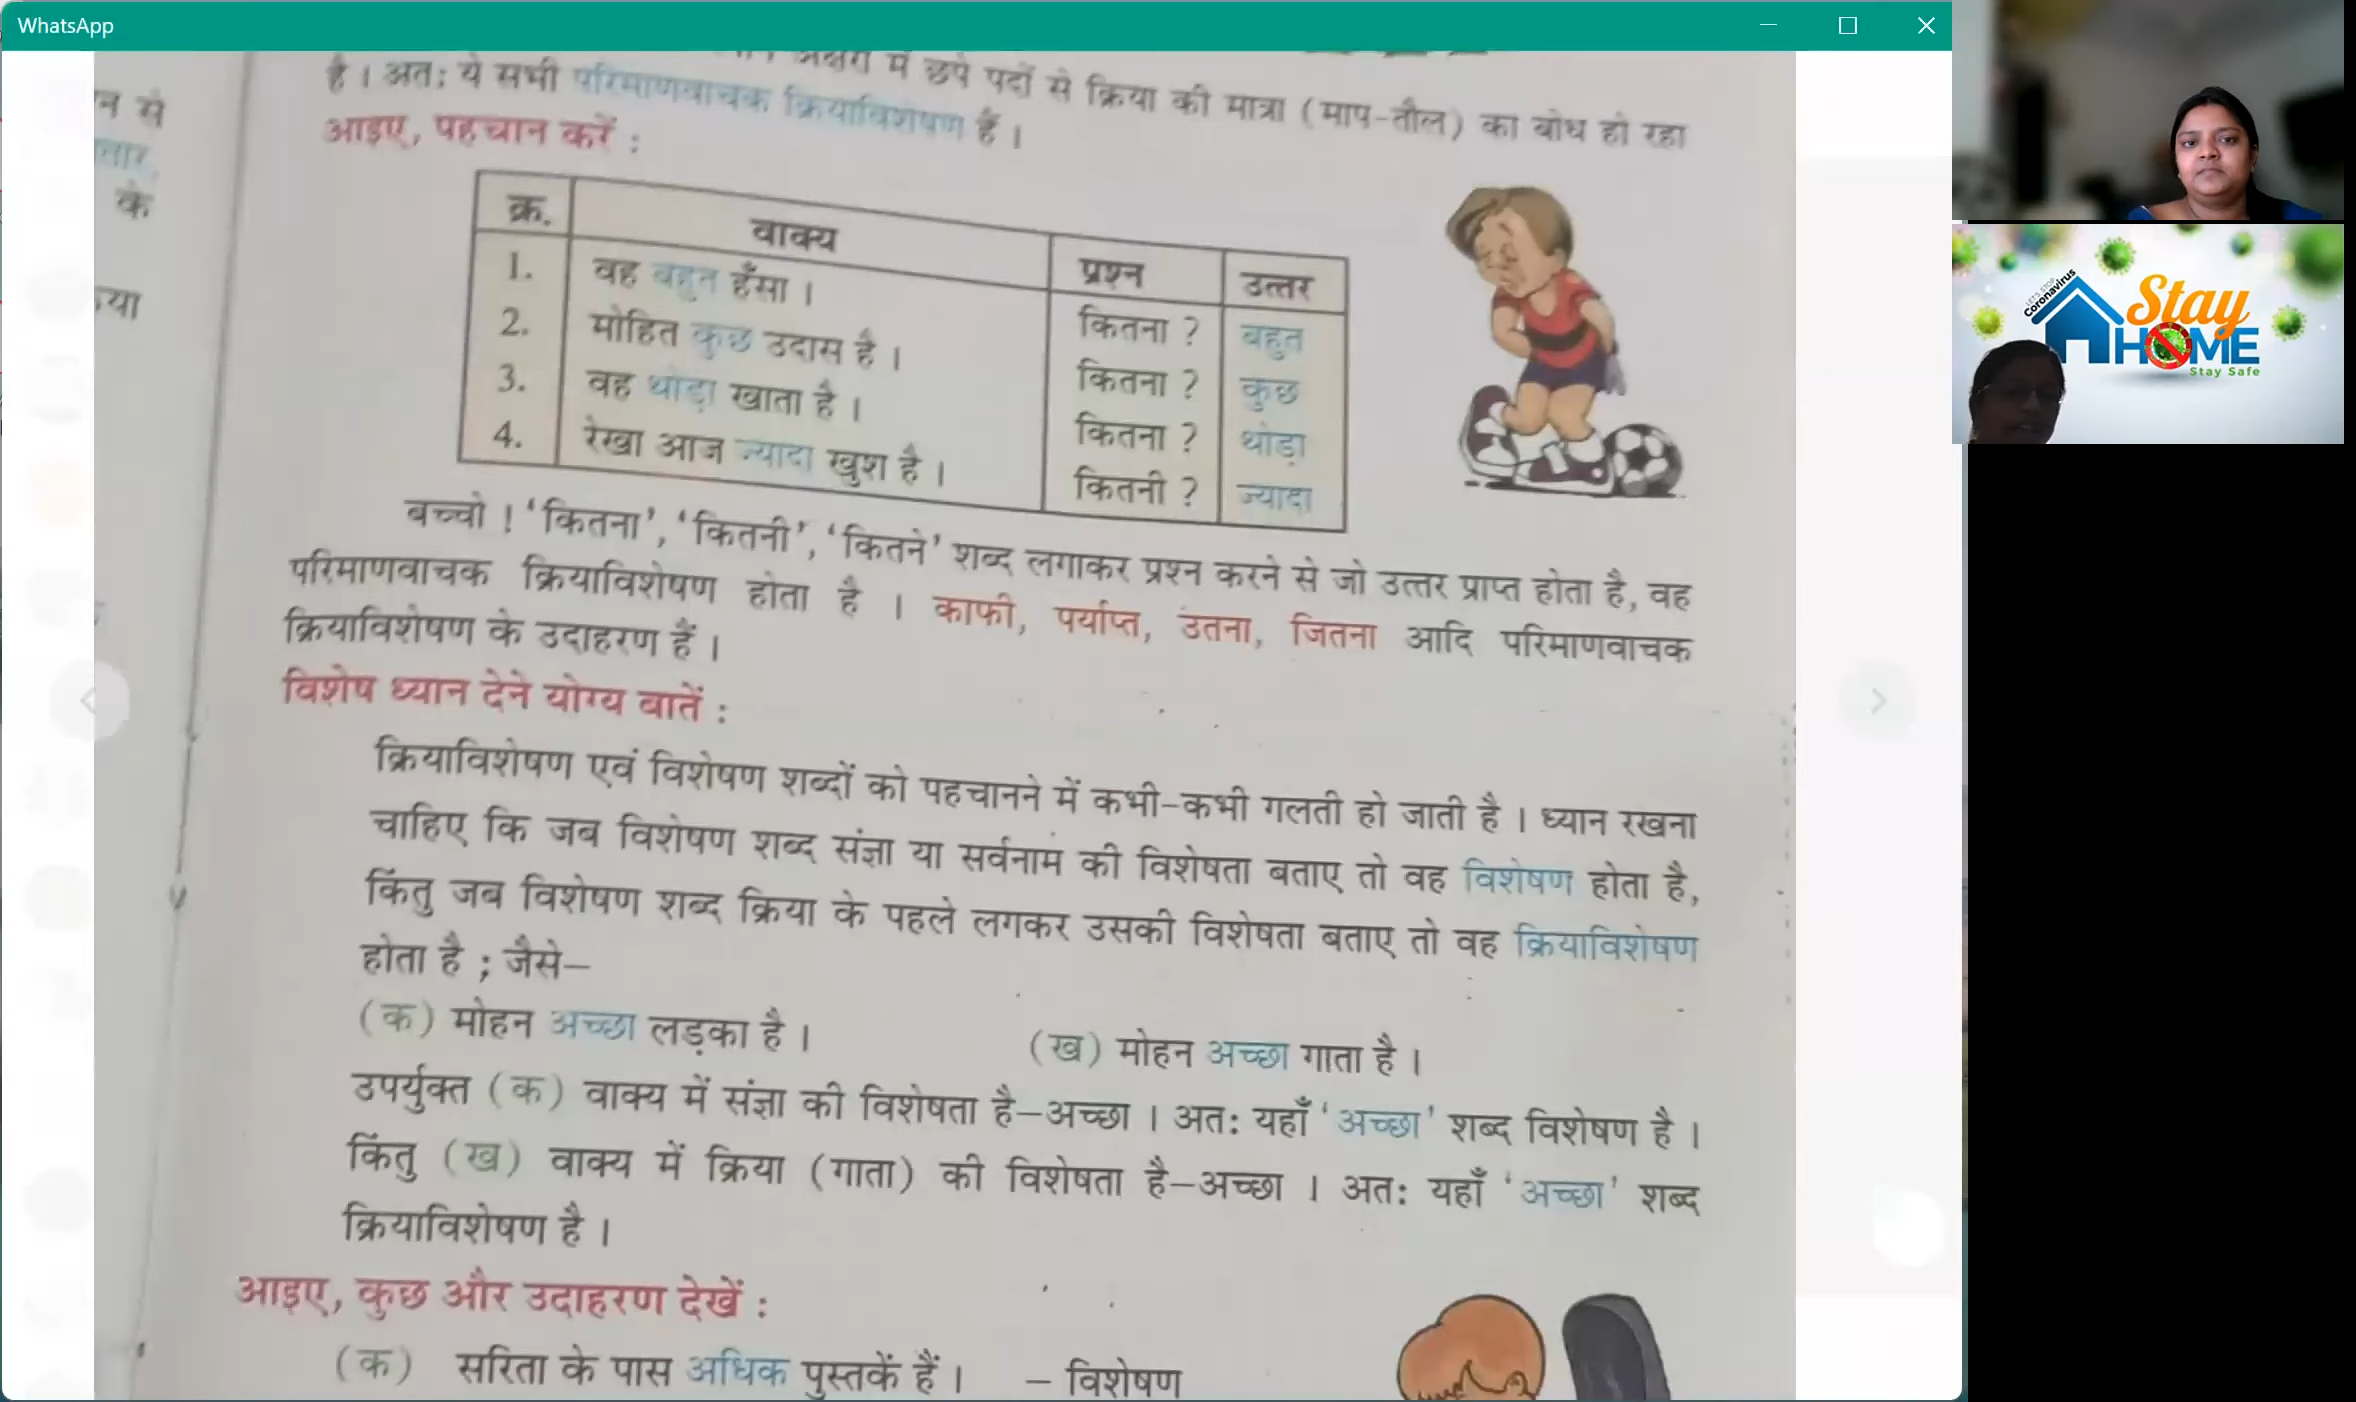 WhatsApp
अक्षरों में छपे पदों से क्रिया की मात्रा (माप-तौल) का बोध हो रहा
है । अतः ये सभी परिमाणवाचक क्रियाविशेषण हैं ।
आइए, पहचान करें :
क्र. वाक्य प्रश्न उत्तर
1. वह बहुत हँसा । कितना ? बहुत
2. मोहित कुछ उदास है । कितना ? कुछ
3. वह थोड़ा खाता है । कितना ? थोड़ा
4. रेखा आज ज्यादा खुश है । कितनी ? ज्यादा
बच्चो ! ‘कितना’, ‘कितनी’, ‘कितने’ शब्द लगाकर प्रश्न करने से जो उत्तर प्राप्त होता है, वह
परिमाणवाचक क्रियाविशेषण होता है । काफी, पर्याप्त, उतना, जितना आदि परिमाणवाचक
क्रियाविशेषण के उदाहरण हैं ।
विशेष ध्यान देने योग्य बातें :
क्रियाविशेषण एवं विशेषण शब्दों को पहचानने में कभी-कभी गलती हो जाती है । ध्यान रखना
चाहिए कि जब विशेषण शब्द संज्ञा या सर्वनाम की विशेषता बताए तो वह विशेषण होता है,
किंतु जब विशेषण शब्द क्रिया के पहले लगकर उसकी विशेषता बताए तो वह क्रियाविशेषण
होता है ; जैसे–
(क) मोहन अच्छा लड़का है । (ख) मोहन अच्छा गाता है ।
उपर्युक्त (क) वाक्य में संज्ञा की विशेषता है–अच्छा । अतः यहाँ ‘अच्छा’ शब्द विशेषण है ।
किंतु (ख) वाक्य में क्रिया (गाता) की विशेषता है–अच्छा । अतः यहाँ ‘अच्छा’ शब्द
क्रियाविशेषण है ।
आइए, कुछ और उदाहरण देखें :
(क) सरिता के पास अधिक पुस्तकें हैं । – विशेषण
न से
के
LET'S STOP
Coronavirus
Stay
HOME
Stay Safe